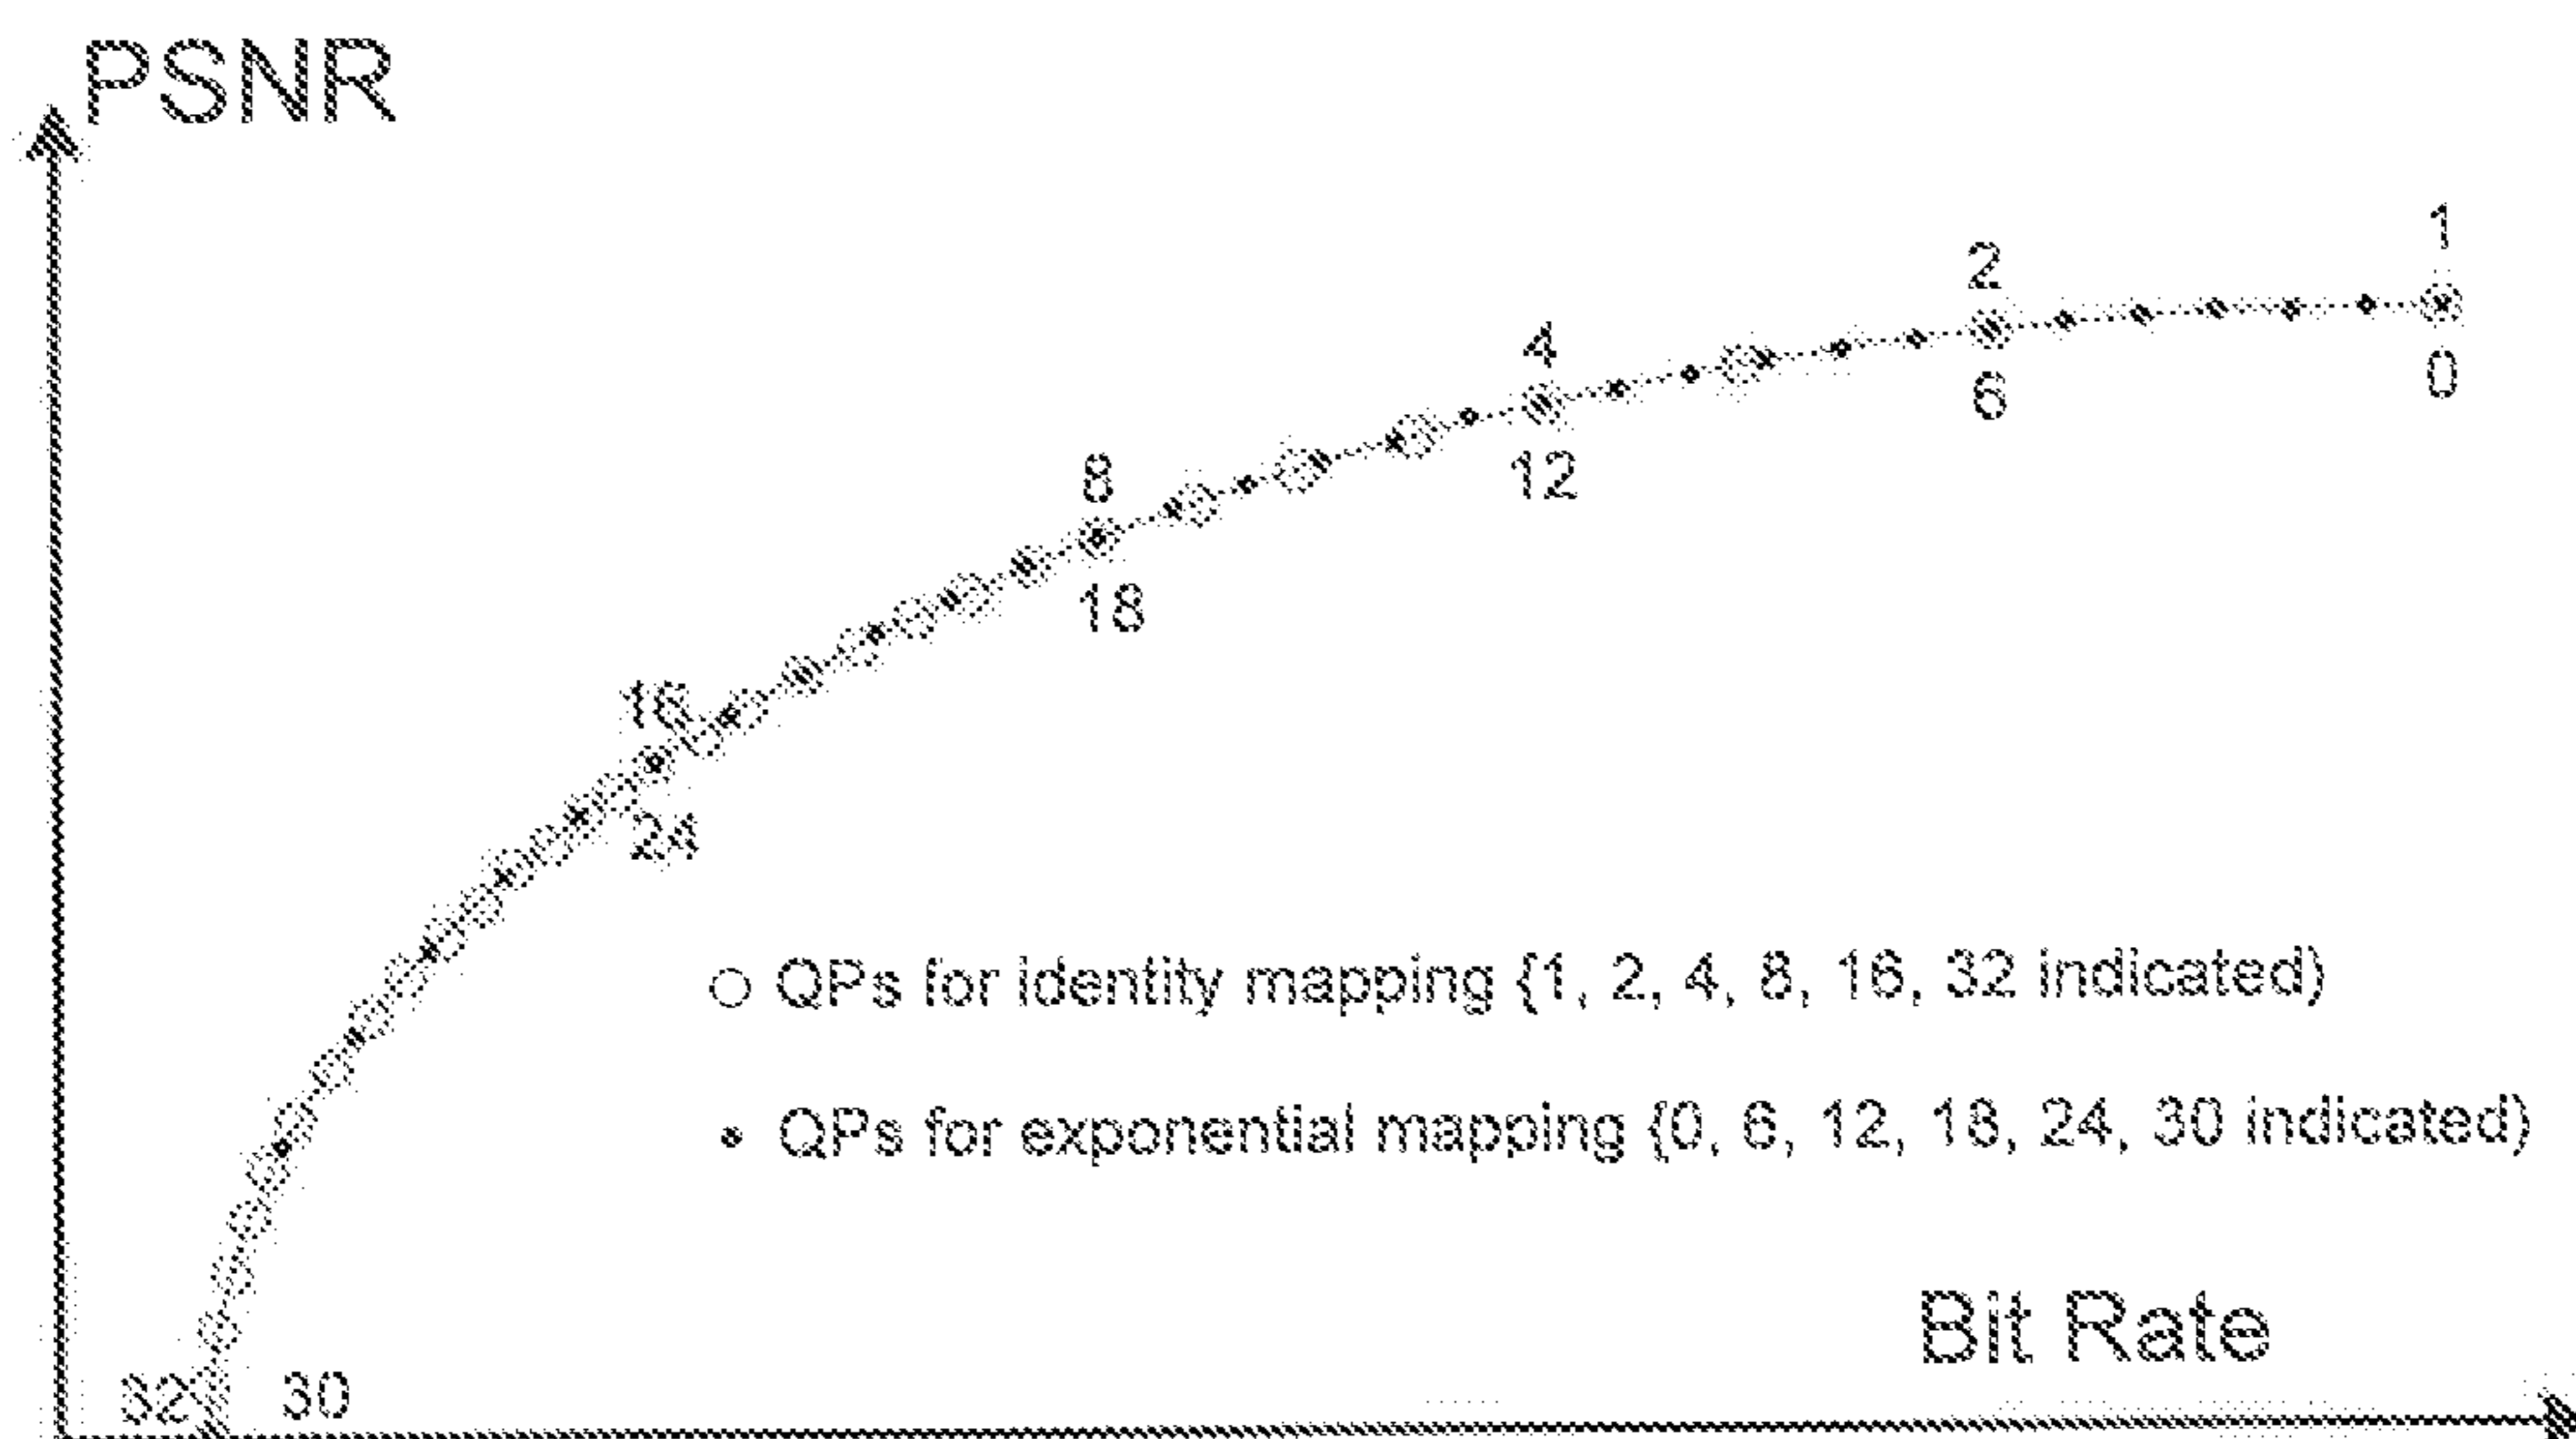 PSNR
1
2
4
0
6
8
12
18
16
24
○ QPs for identity mapping {1, 2, 4, 8, 16, 32 indicated)
• QPs for exponential mapping {0, 6, 12, 18, 24, 30 indicated)
Bit Rate
32 30